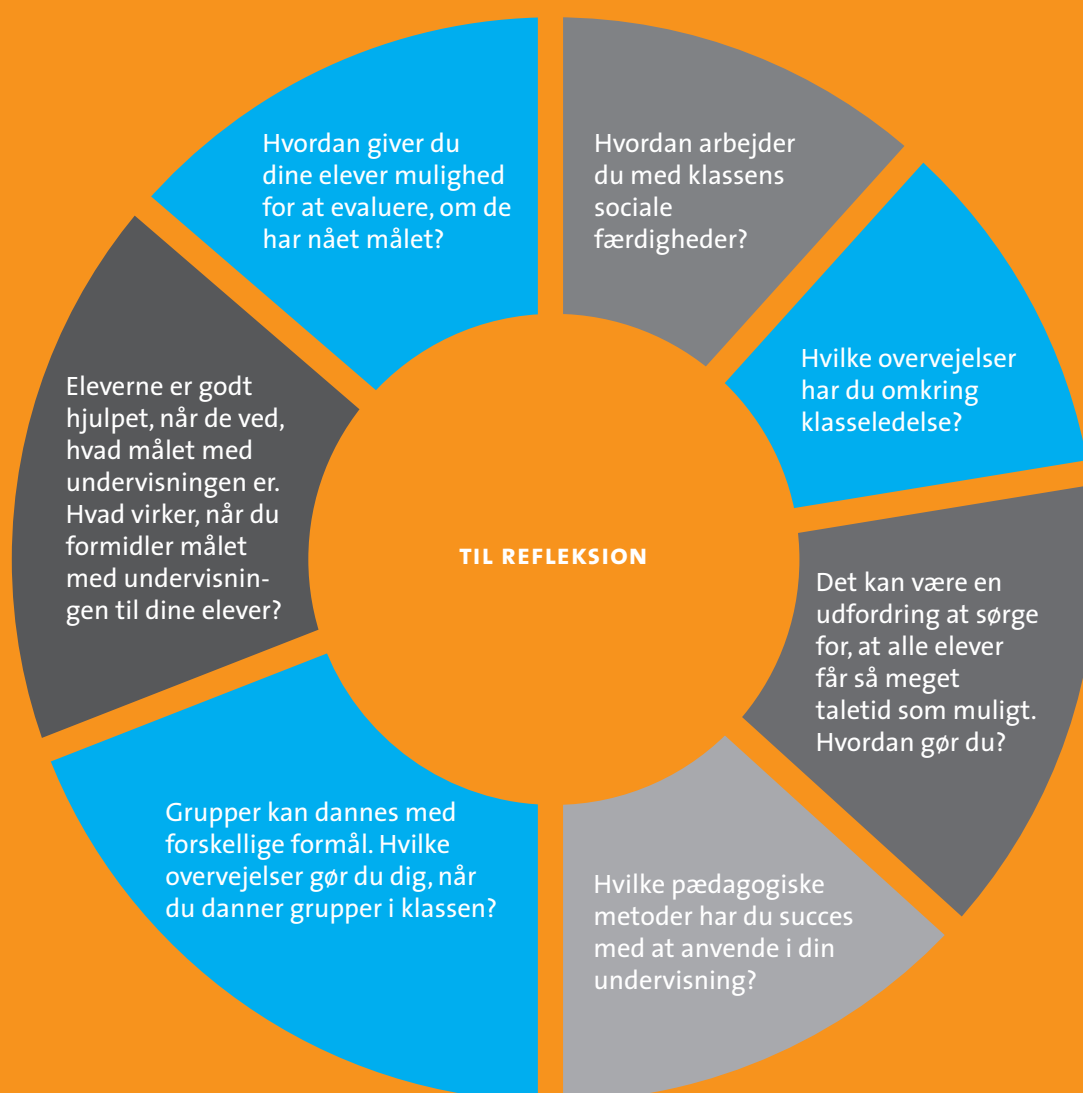 Hvordan giver du
dine elever mulighed
for at evaluere, om de
har nået målet?
Hvordan arbejder
du med klassens
sociale
færdigheder?
Hvilke overvejelser
har du omkring
klasseledelse?
Eleverne er godt
hjulpet, når de ved,
hvad målet med
undervisningen er.
Hvad virker, når du
formidler målet
med undervisnin-
gen til dine elever?
TIL REFLEKSION
Det kan være en
udfordring at sørge
for, at alle elever
får så meget
taletid som muligt.
Hvordan gør du?
Grupper kan dannes med
forskellige formål. Hvilke
overvejelser gør du dig, når
du danner grupper i klassen?
Hvilke pædagogiske
metoder har du succes
med at anvende i din
undervisning?